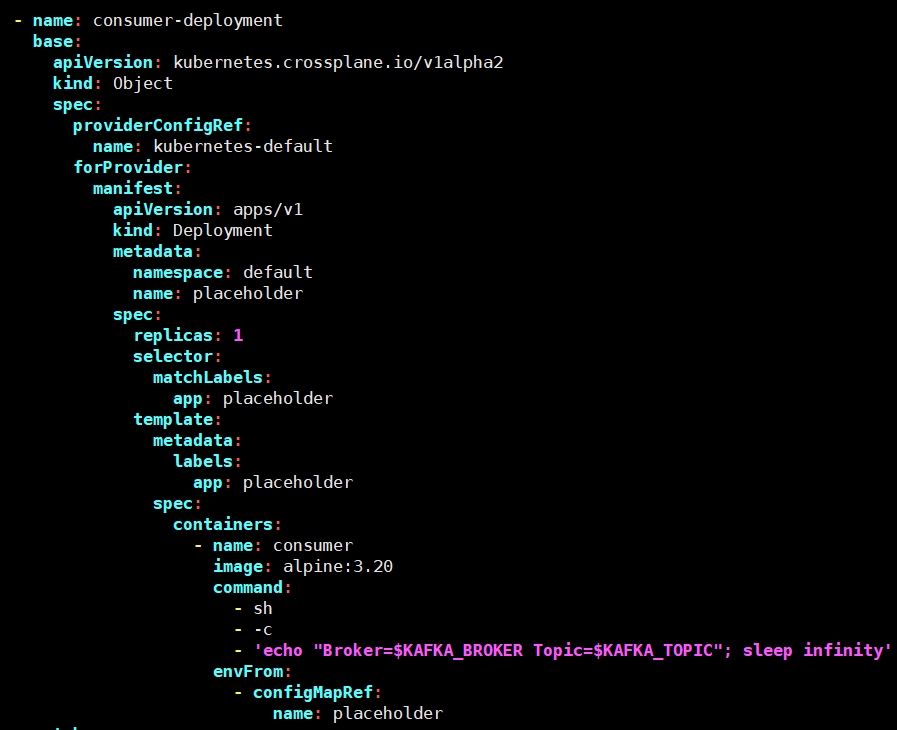 - name: consumer-deployment
  base:
    apiVersion: kubernetes.crossplane.io/v1alpha2
    kind: Object
    spec:
      providerConfigRef:
        name: kubernetes-default
      forProvider:
        manifest:
          apiVersion: apps/v1
          kind: Deployment
          metadata:
            namespace: default
            name: placeholder
          spec:
            replicas: 1
            selector:
              matchLabels:
                app: placeholder
            template:
              metadata:
                labels:
                  app: placeholder
              spec:
                containers:
                  - name: consumer
                    image: alpine:3.20
                    command:
                      - sh
                      - -c
                      - 'echo "Broker=$KAFKA_BROKER Topic=$KAFKA_TOPIC"; sleep infinity'
                    envFrom:
                      - configMapRef:
                          name: placeholder